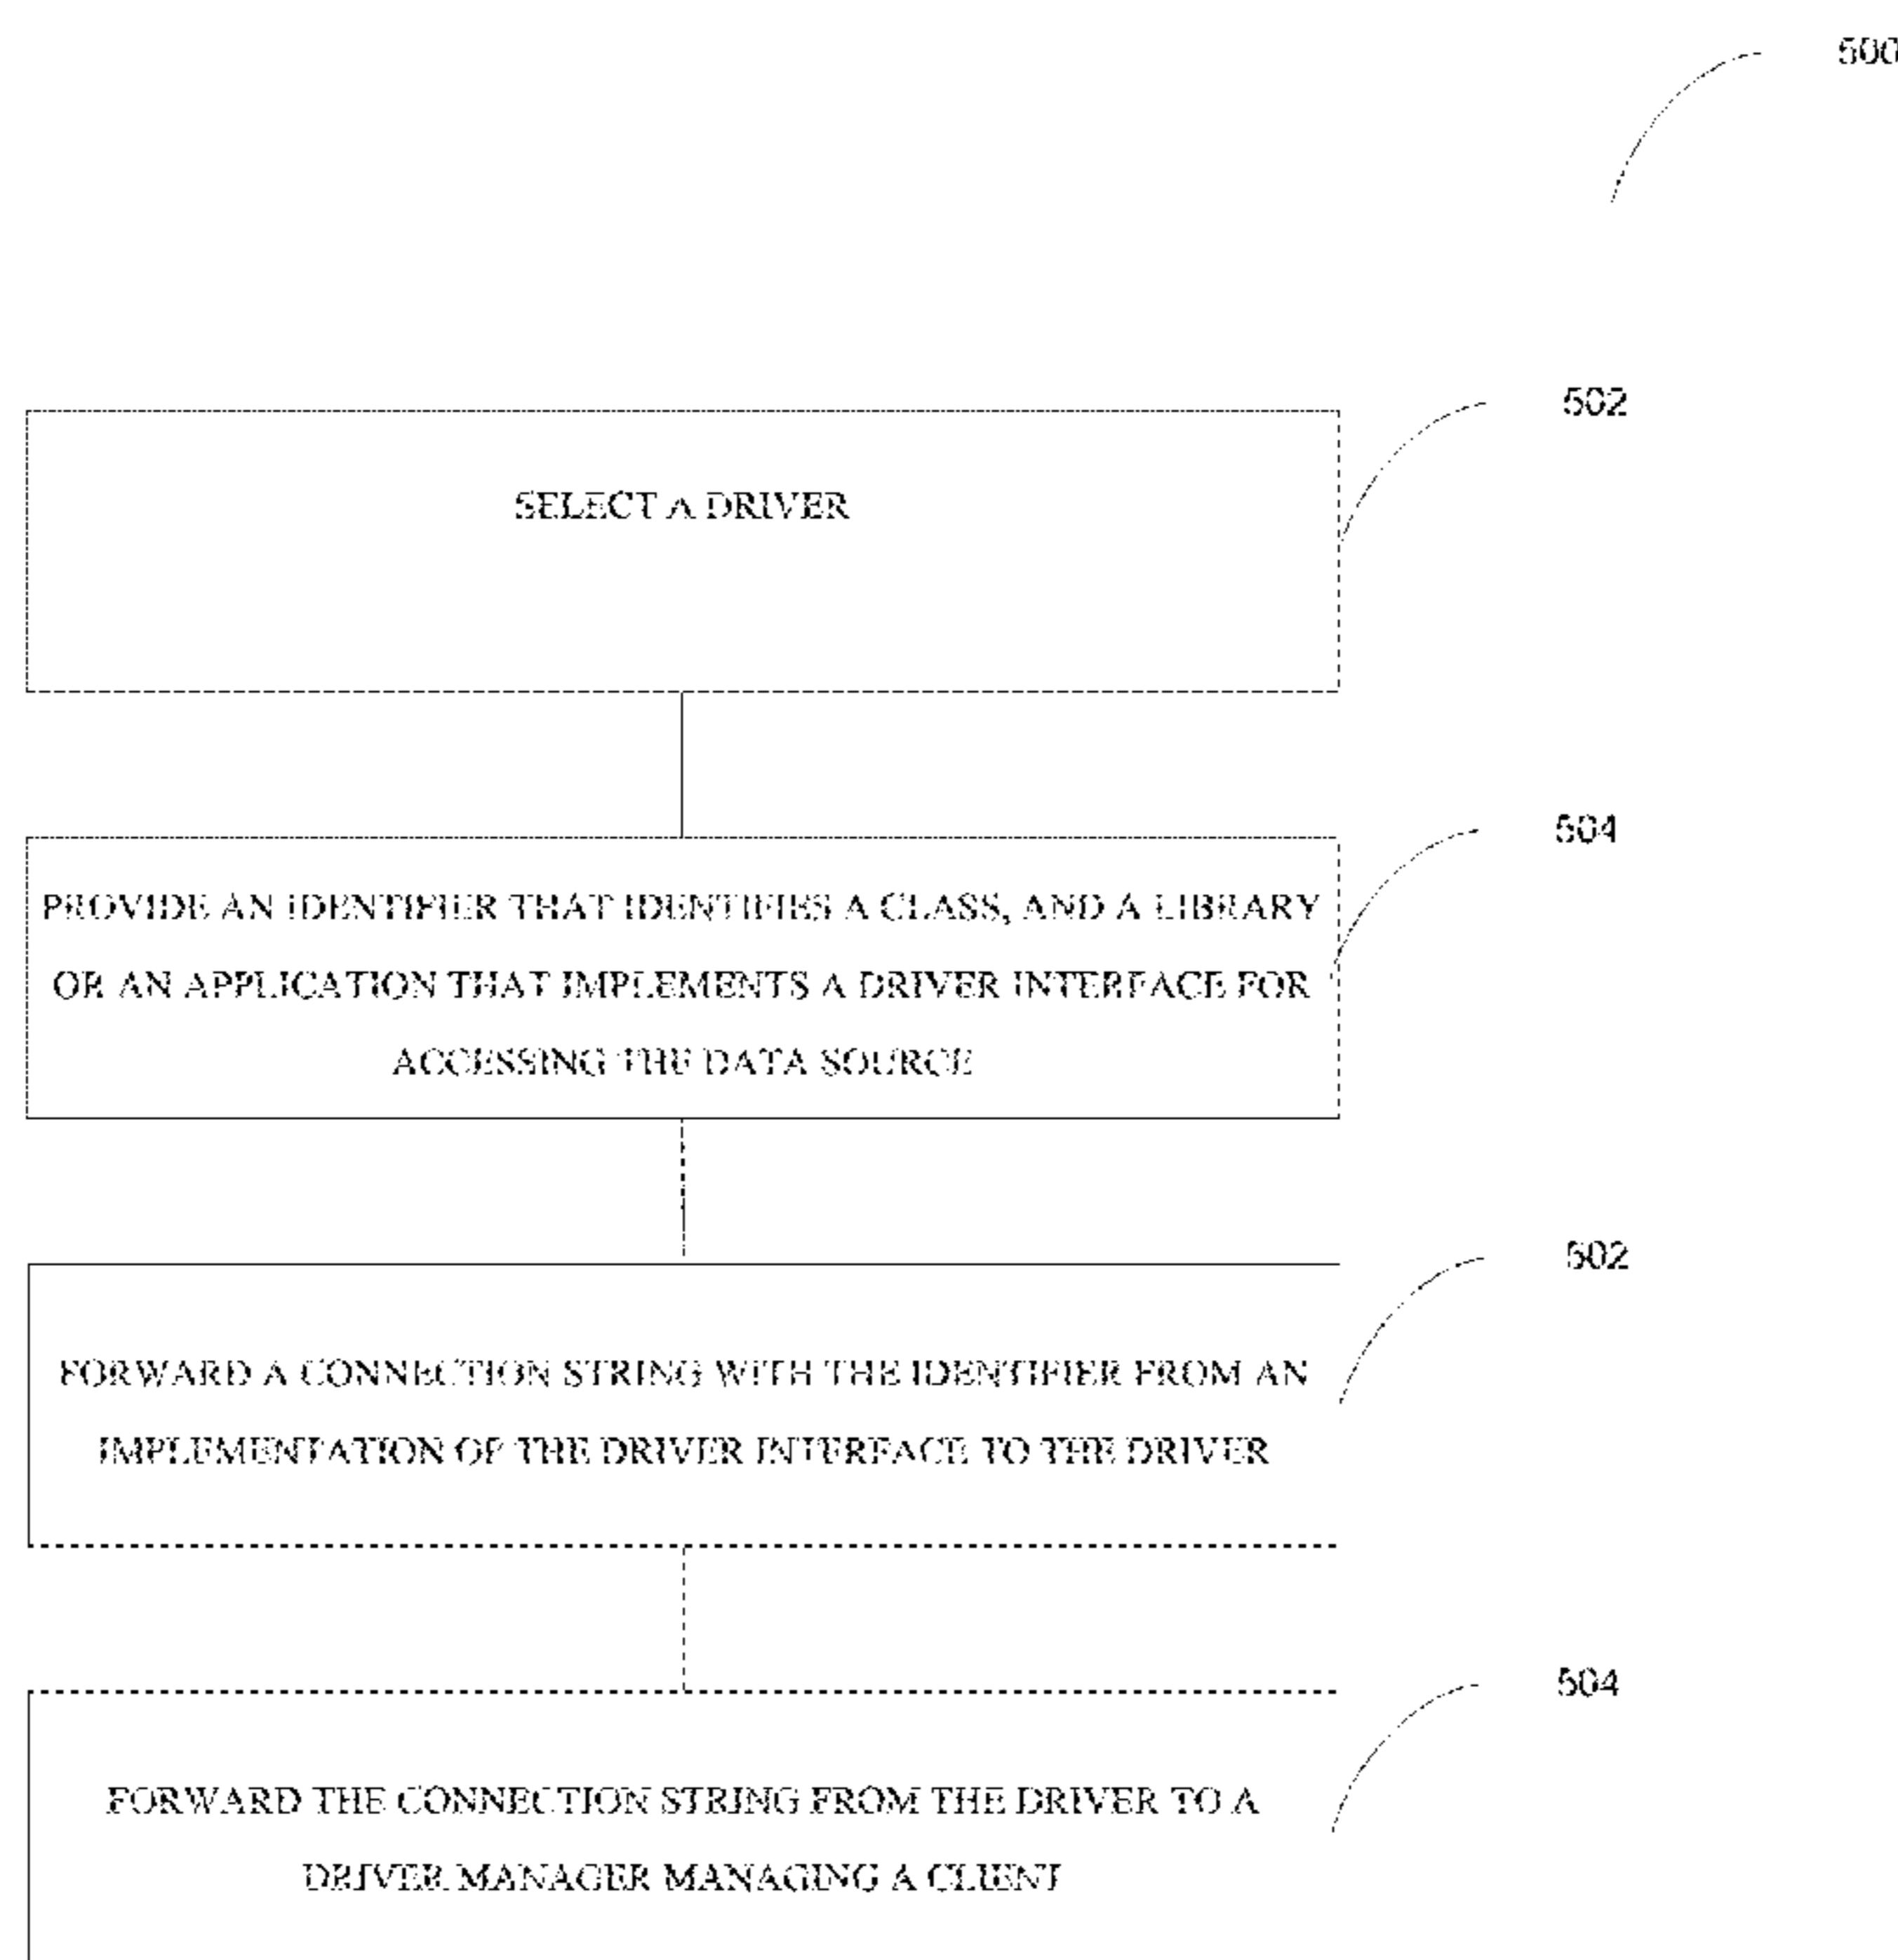 500
502
SELECT A DRIVER
504
PROVIDE AN IDENTIFIER THAT IDENTIFIES A CLASS, AND A LIBRARY
OR AN APPLICATION THAT IMPLEMENTS A DRIVER INTERFACE FOR
ACCESSING THE DATA SOURCE
502
FORWARD A CONNECTION STRING WITH THE IDENTIFIER FROM AN
IMPLEMENTATION OF THE DRIVER INTERFACE TO THE DRIVER
504
FORWARD THE CONNECTION STRING FROM THE DRIVER TO A
DRIVER MANAGER MANAGING A CLIENT